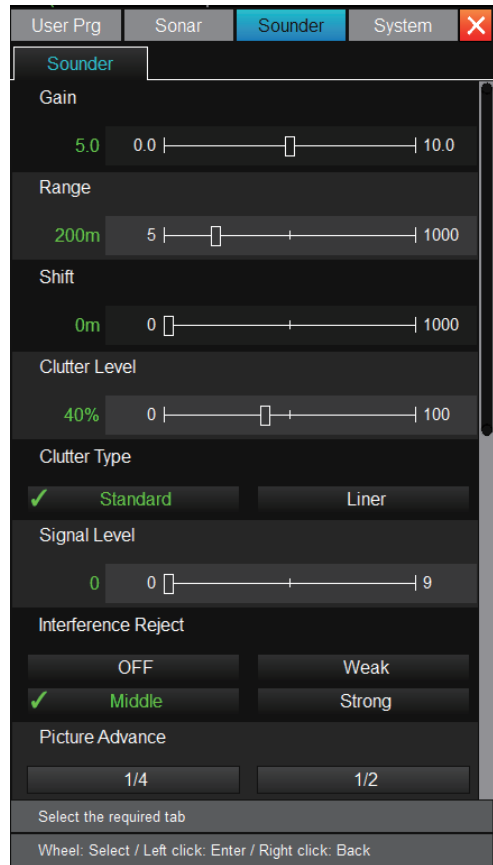 User Prg Sonar Sounder System
Sounder
Gain
5.0 0.0 10.0
Range
200m 5 1000
Shift
0m 0 1000
Clutter Level
40% 0 100
Clutter Type
✓ Standard Liner
Signal Level
0 0 9
Interference Reject
OFF Weak
✓ Middle Strong
Picture Advance
1/4 1/2
Select the required tab
Wheel: Select / Left click: Enter / Right click: Back